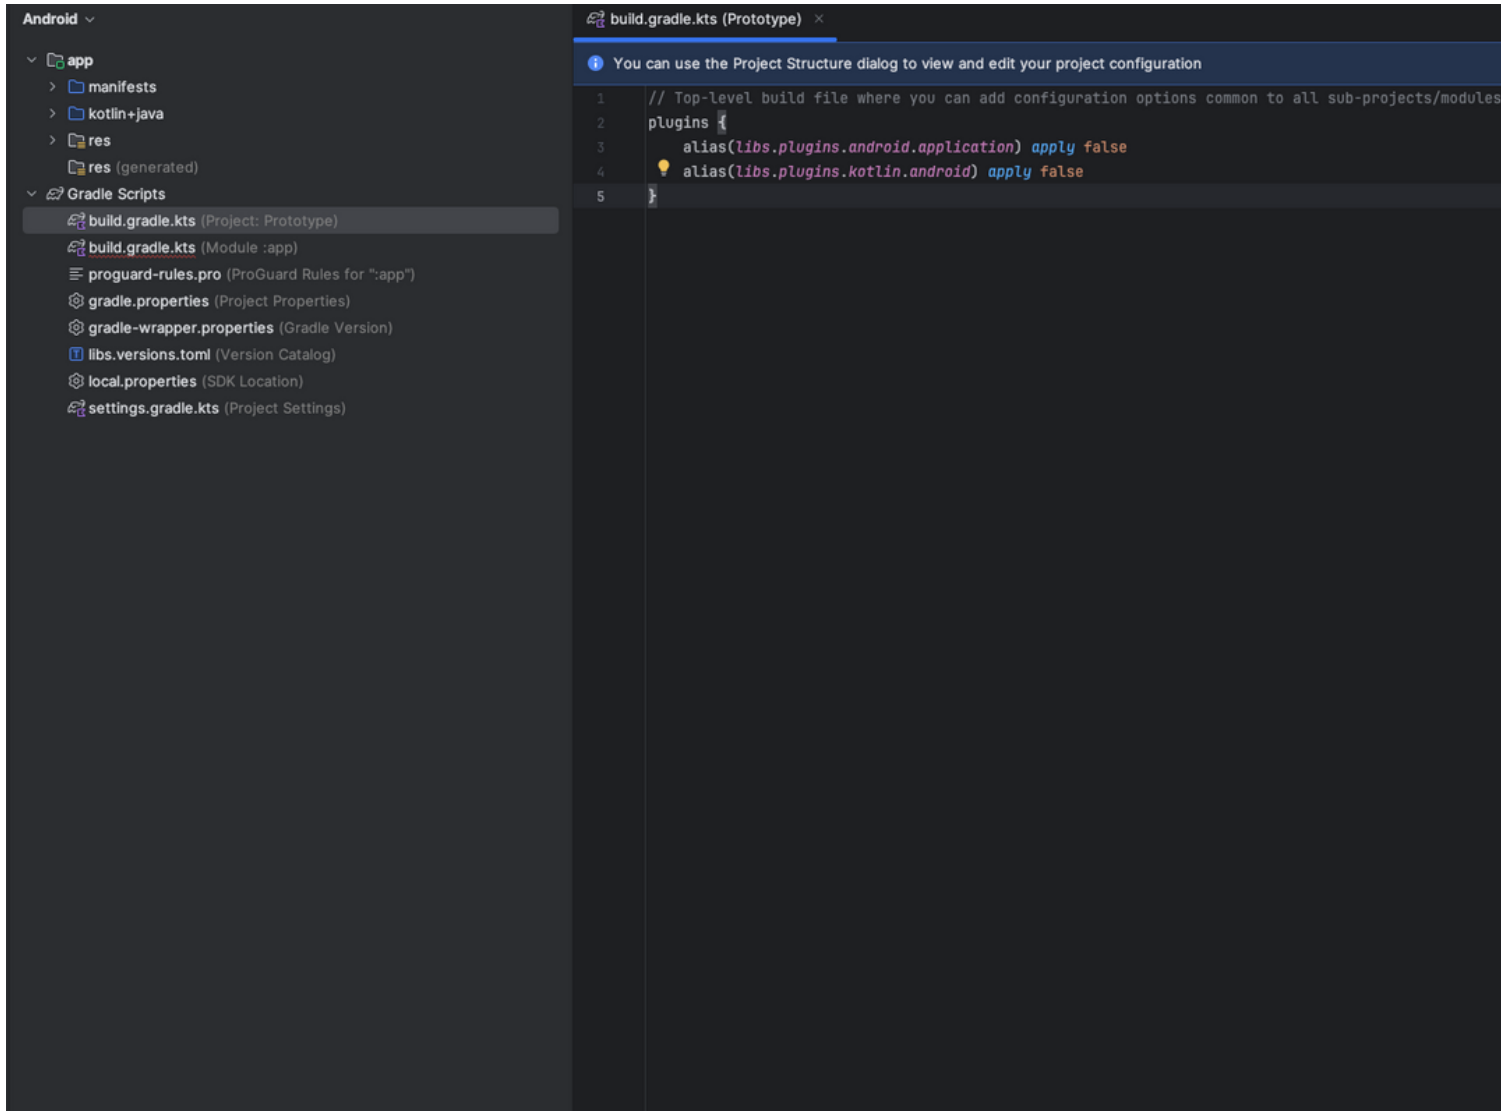 Android
app
manifests
kotlin+java
res
res (generated)
Gradle Scripts
build.gradle.kts (Project: Prototype)
build.gradle.kts (Module :app)
proguard-rules.pro (ProGuard Rules for ":app")
gradle.properties (Project Properties)
gradle-wrapper.properties (Gradle Version)
libs.versions.toml (Version Catalog)
local.properties (SDK Location)
settings.gradle.kts (Project Settings)
build.gradle.kts (Prototype)
You can use the Project Structure dialog to view and edit your project configuration
1 // Top-level build file where you can add configuration options common to all sub-projects/modules
2 plugins {
3 alias(libs.plugins.android.application) apply false
4 alias(libs.plugins.kotlin.android) apply false
5 }